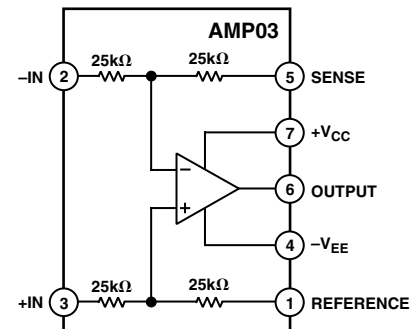 AMP03
25kΩ 25kΩ
–IN 2 5 SENSE
7 +VCC
–
6 OUTPUT
+
4 –VEE
25kΩ 25kΩ
+IN 3 1 REFERENCE